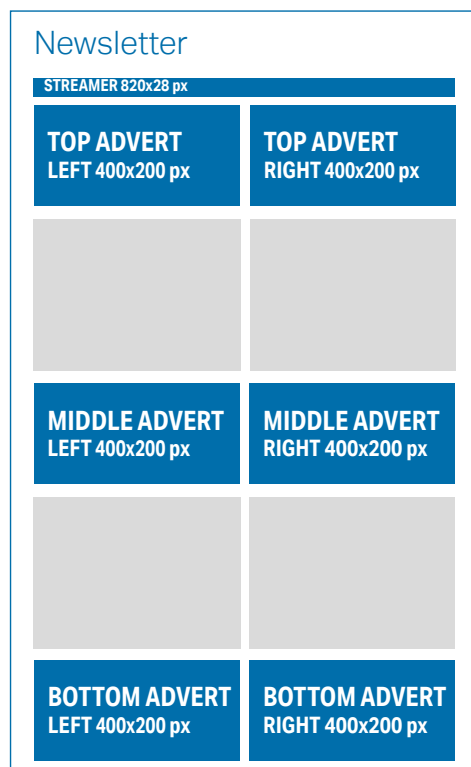 Newsletter
STREAMER 820x28 px
TOP ADVERT
LEFT 400x200 px
TOP ADVERT
RIGHT 400x200 px
MIDDLE ADVERT
LEFT 400x200 px
MIDDLE ADVERT
RIGHT 400x200 px
BOTTOM ADVERT
LEFT 400x200 px
BOTTOM ADVERT
RIGHT 400x200 px